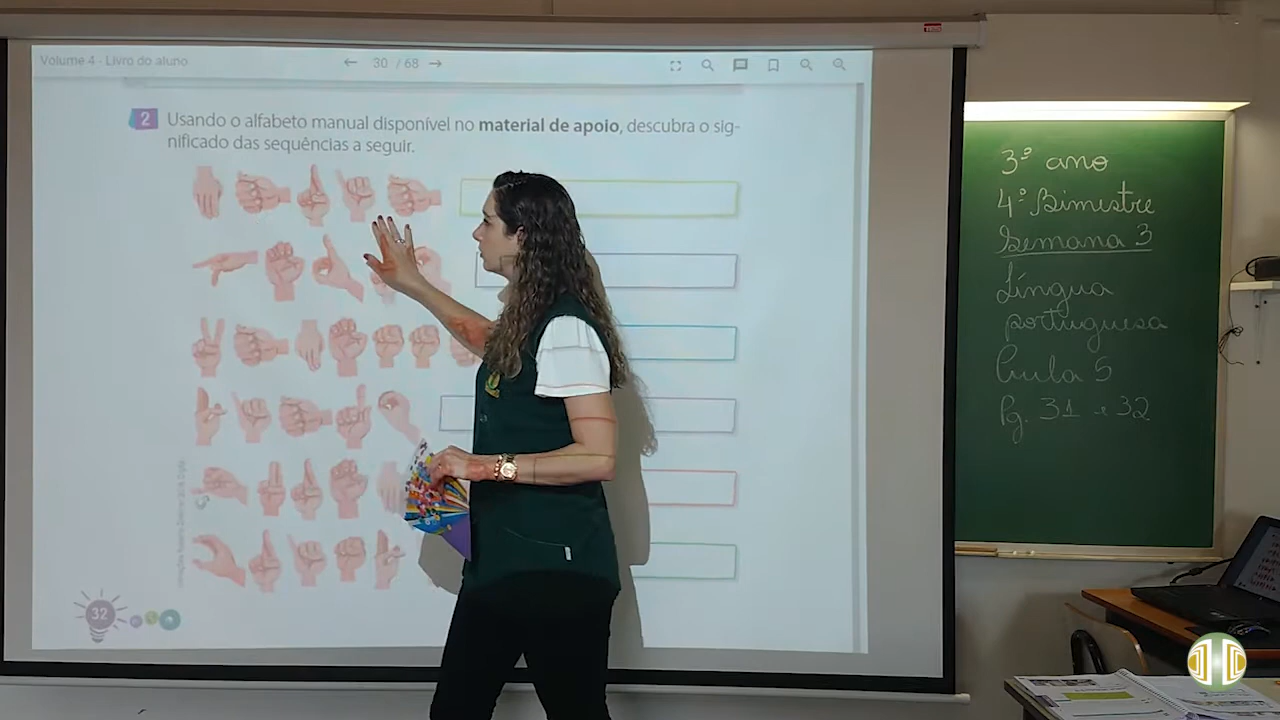 Volume 4 - Livro do aluno
30 / 68
2 Usando o alfabeto manual disponível no material de apoio, descubra o sig-
nificado das sequências a seguir.
32
3º ano
4º Bimestre
Semana 3
Língua
portuguesa
Aula 5
Pg. 31 e 32